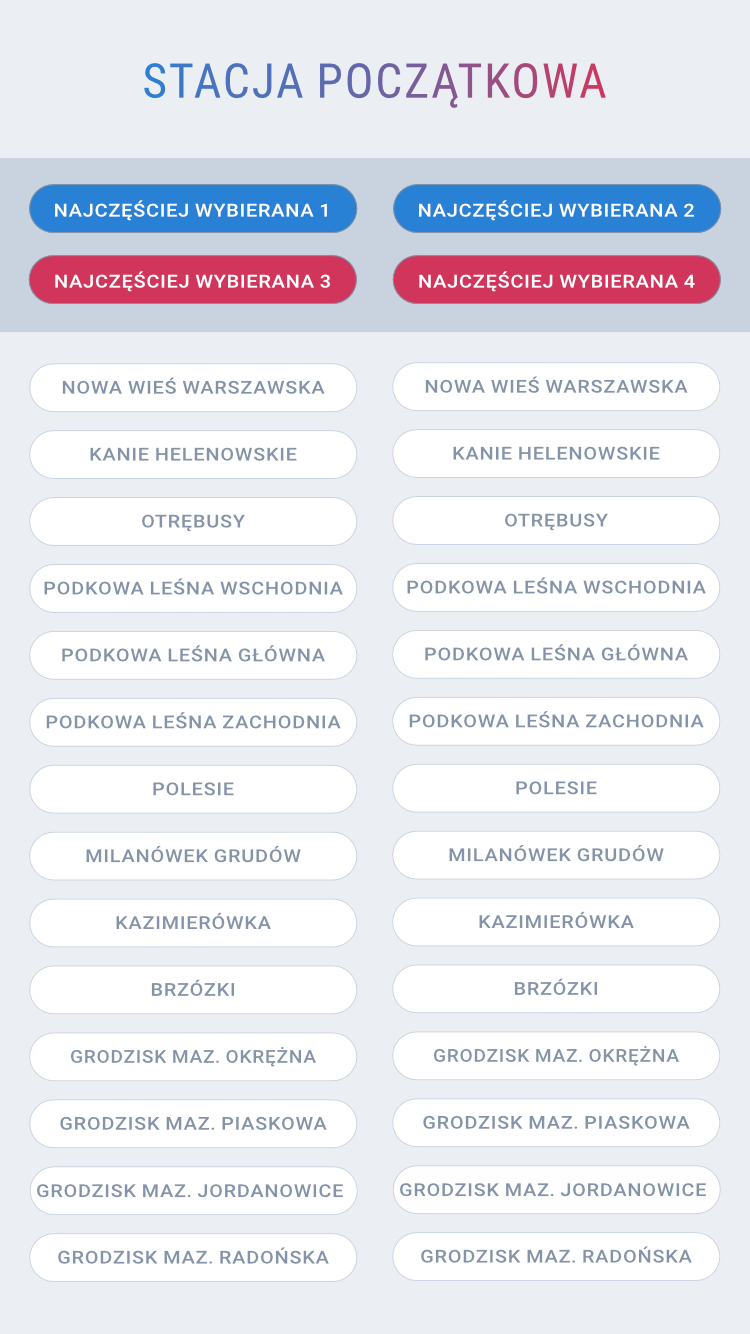 STACJA POCZĄTKOWA
NAJCZĘŚCIEJ WYBIERANA 1
NAJCZĘŚCIEJ WYBIERANA 2
NAJCZĘŚCIEJ WYBIERANA 3
NAJCZĘŚCIEJ WYBIERANA 4
NOWA WIEŚ WARSZAWSKA
NOWA WIEŚ WARSZAWSKA
KANIE HELENOWSKIE
KANIE HELENOWSKIE
OTRĘBUSY
OTRĘBUSY
PODKOWA LEŚNA WSCHODNIA
PODKOWA LEŚNA WSCHODNIA
PODKOWA LEŚNA GŁÓWNA
PODKOWA LEŚNA GŁÓWNA
PODKOWA LEŚNA ZACHODNIA
PODKOWA LEŚNA ZACHODNIA
POLESIE
POLESIE
MILANÓWEK GRUDÓW
MILANÓWEK GRUDÓW
KAZIMIERÓWKA
KAZIMIERÓWKA
BRZÓZKI
BRZÓZKI
GRODZISK MAZ. OKRĘŻNA
GRODZISK MAZ. OKRĘŻNA
GRODZISK MAZ. PIASKOWA
GRODZISK MAZ. PIASKOWA
GRODZISK MAZ. JORDANOWICE
GRODZISK MAZ. JORDANOWICE
GRODZISK MAZ. RADOŃSKA
GRODZISK MAZ. RADOŃSKA